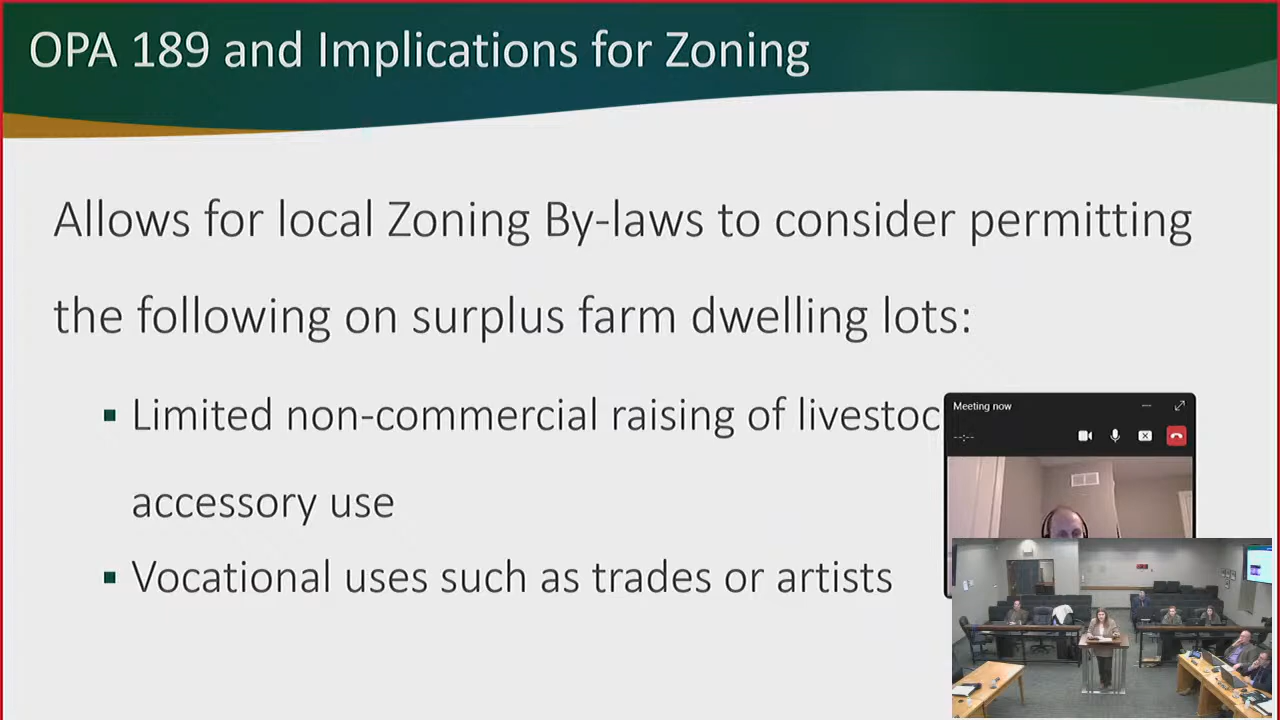 OPA 189 and Implications for Zoning
Allows for local Zoning By-laws to consider permitting
the following on surplus farm dwelling lots:
Limited non-commercial raising of livestoc
accessory use
Vocational uses such as trades or artists
Meeting now
--:--